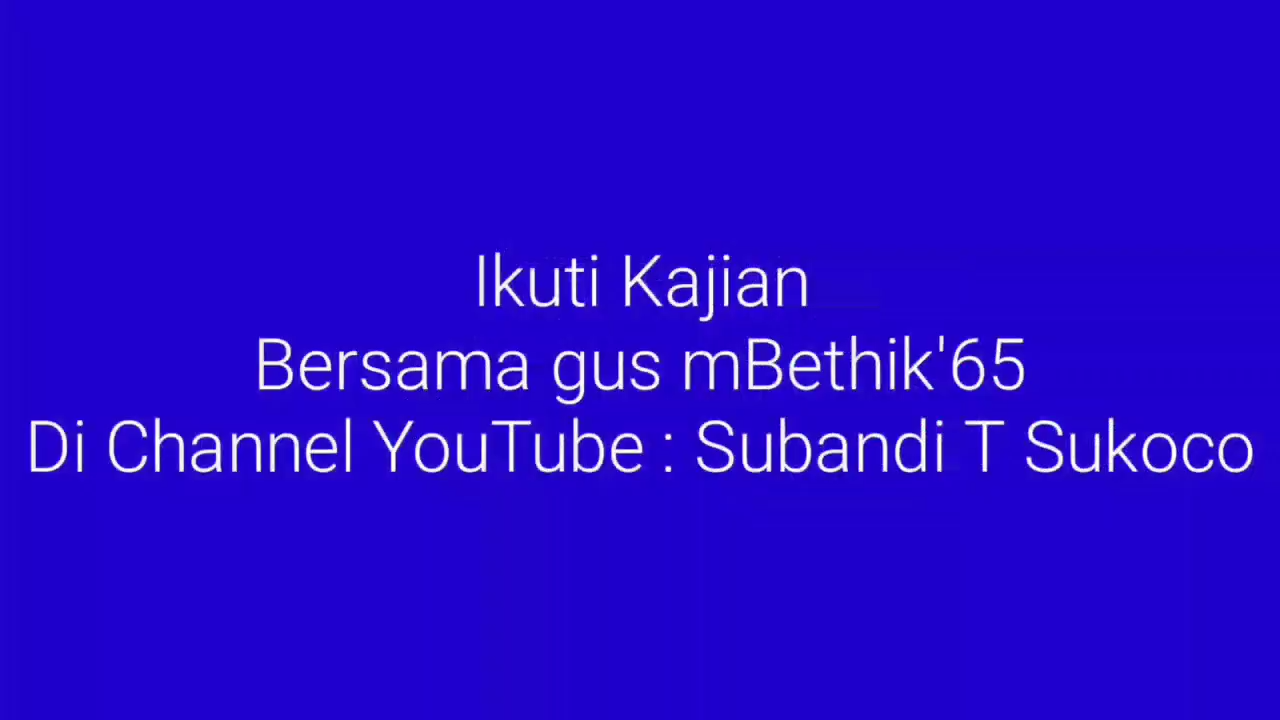 Ikuti Kajian
Bersama gus mBethik'65
Di Channel YouTube : Subandi T Sukoco